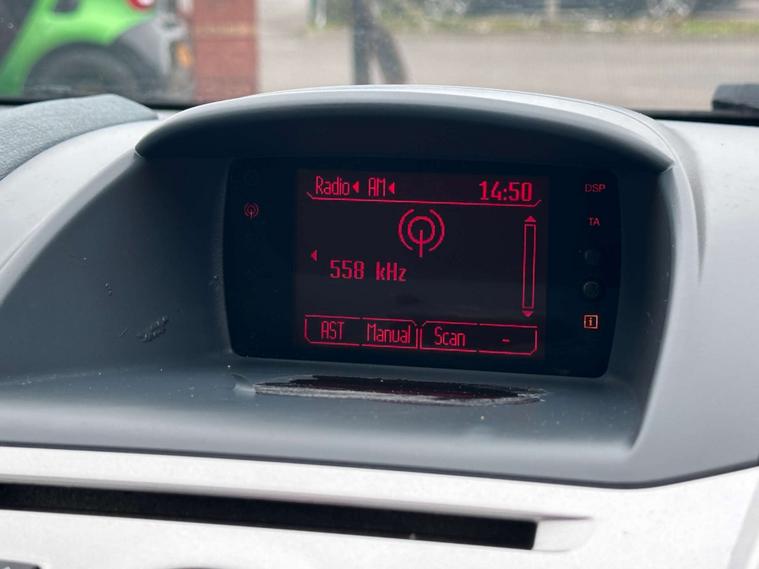 Radio AM 14:50
558 kHz
AST Manual Scan -
DSP
TA
i